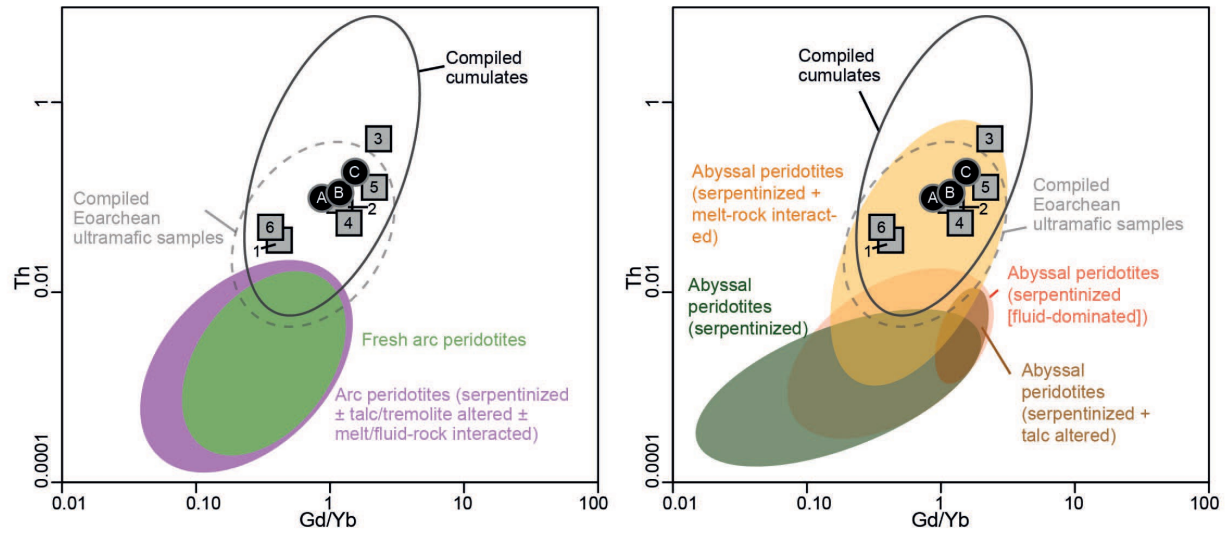 Compiled
cumulates
3
C
5
A
B
2
4
6
1
Compiled
Eoarchean
ultramafic samples
Fresh arc peridotites
Arc peridotites (serpentinized
± talc/tremolite altered ±
melt/fluid-rock interacted)
Th
1
0.01
0.0001
0.01
0.10
1
10
100
Gd/Yb
Compiled
cumulates
3
C
5
A
B
2
4
6
1
Abyssal peridotites
(serpentinized +
melt-rock interact-
ed)
Compiled
Eoarchean
ultramafic samples
Abyssal
peridotites
(serpentinized)
Abyssal peridotites
(serpentinized
[fluid-dominated])
Abyssal
peridotites
(serpentinized +
talc altered)
Th
1
0.01
0.0001
0.01
0.10
1
10
100
Gd/Yb